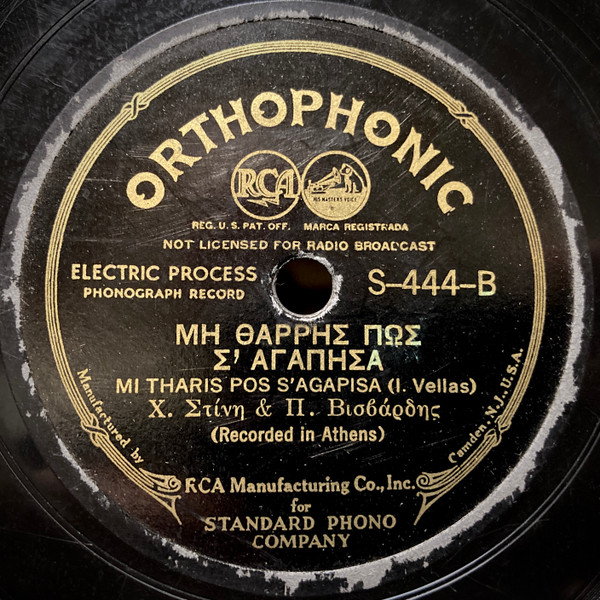 ORTHOPHONIC
RCA
HIS MASTER'S VOICE
REG. U. S. PAT. OFF. MARCA REGISTRADA
NOT LICENSED FOR RADIO BROADCAST
ELECTRIC PROCESS
PHONOGRAPH RECORD
S-444-B
ΜΗ ΘΑΡΡΗΣ ΠΩΣ
Σ' ΑΓΑΠΗΣΑ
MI THARIS POS S'AGAPISA (I. Vellas)
Χ. Στίνη & Π. Βισβάρδης
(Recorded in Athens)
Manufactured by
RCA Manufacturing Co., Inc.
Camden, N. J., U. S. A.
for
STANDARD PHONO
COMPANY